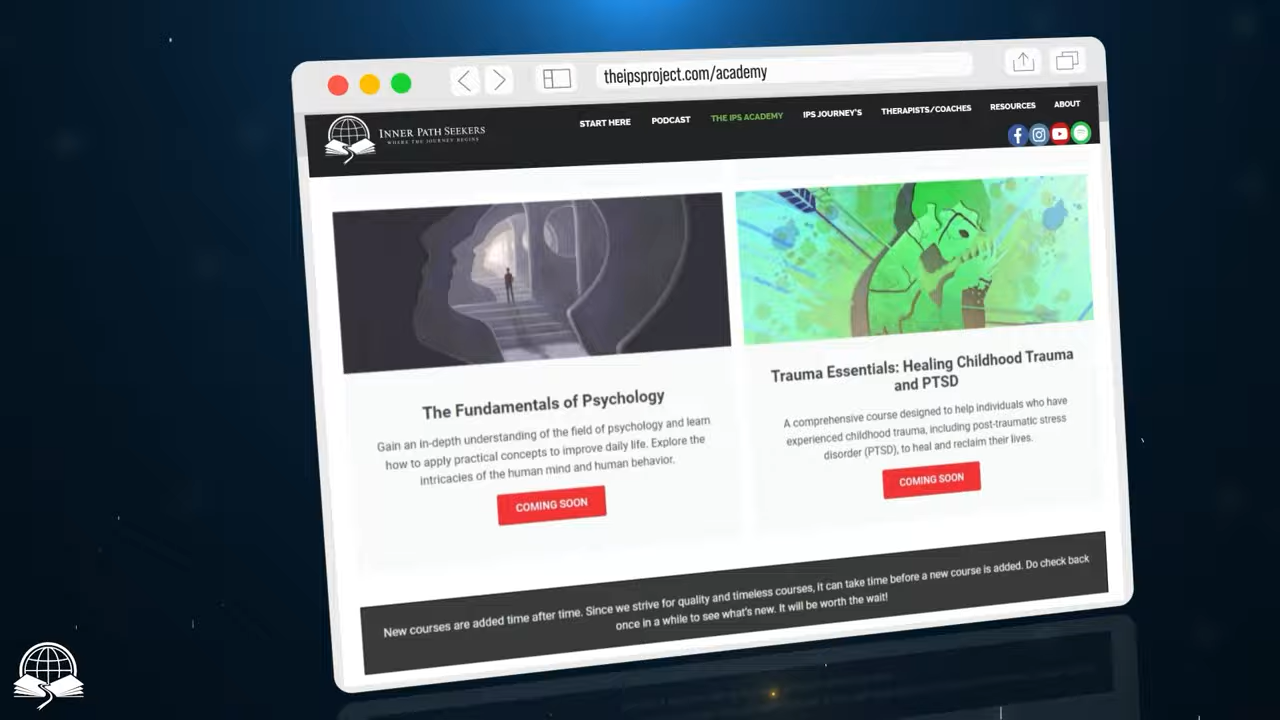 theipsproject.com/academy
INNER PATH SEEKERS
WHERE THE JOURNEY BEGINS
START HERE
PODCAST
THE IPS ACADEMY
IPS JOURNEY'S
THERAPISTS/COACHES
RESOURCES
ABOUT
The Fundamentals of Psychology
Gain an in-depth understanding of the field of psychology and learn
how to apply practical concepts to improve daily life. Explore the
intricacies of the human mind and human behavior.
COMING SOON
Trauma Essentials: Healing Childhood Trauma
and PTSD
A comprehensive course designed to help individuals who have
experienced childhood trauma, including post-traumatic stress
disorder (PTSD), to heal and reclaim their lives.
COMING SOON
New courses are added time after time. Since we strive for quality and timeless courses, it can take time before a new course is added. Do check back
once in a while to see what's new. It will be worth the wait!